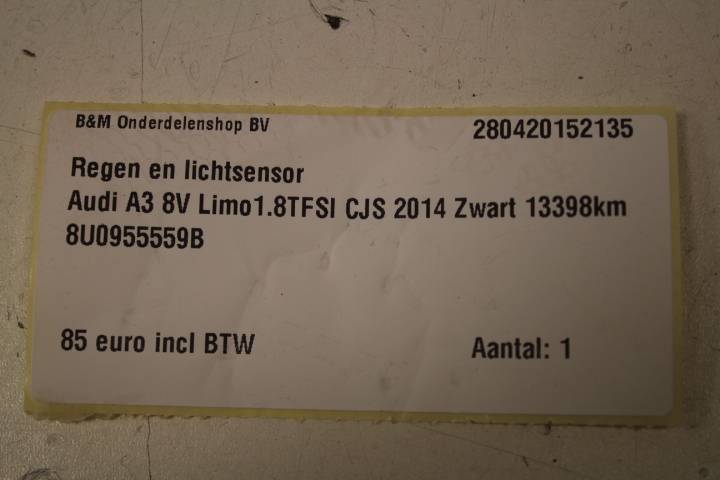 B&M Onderdelenshop BV 280420152135
Regen en lichtsensor
Audi A3 8V Limo1.8TFSI CJS 2014 Zwart 13398km
8U0955559B
85 euro incl BTW Aantal: 1